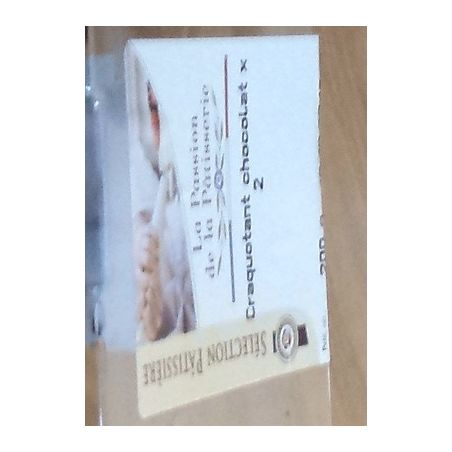 La Passion
de la Pâtisserie
Craquotant chocolat x
2
SÉLECTION PÂTISSIÈRE